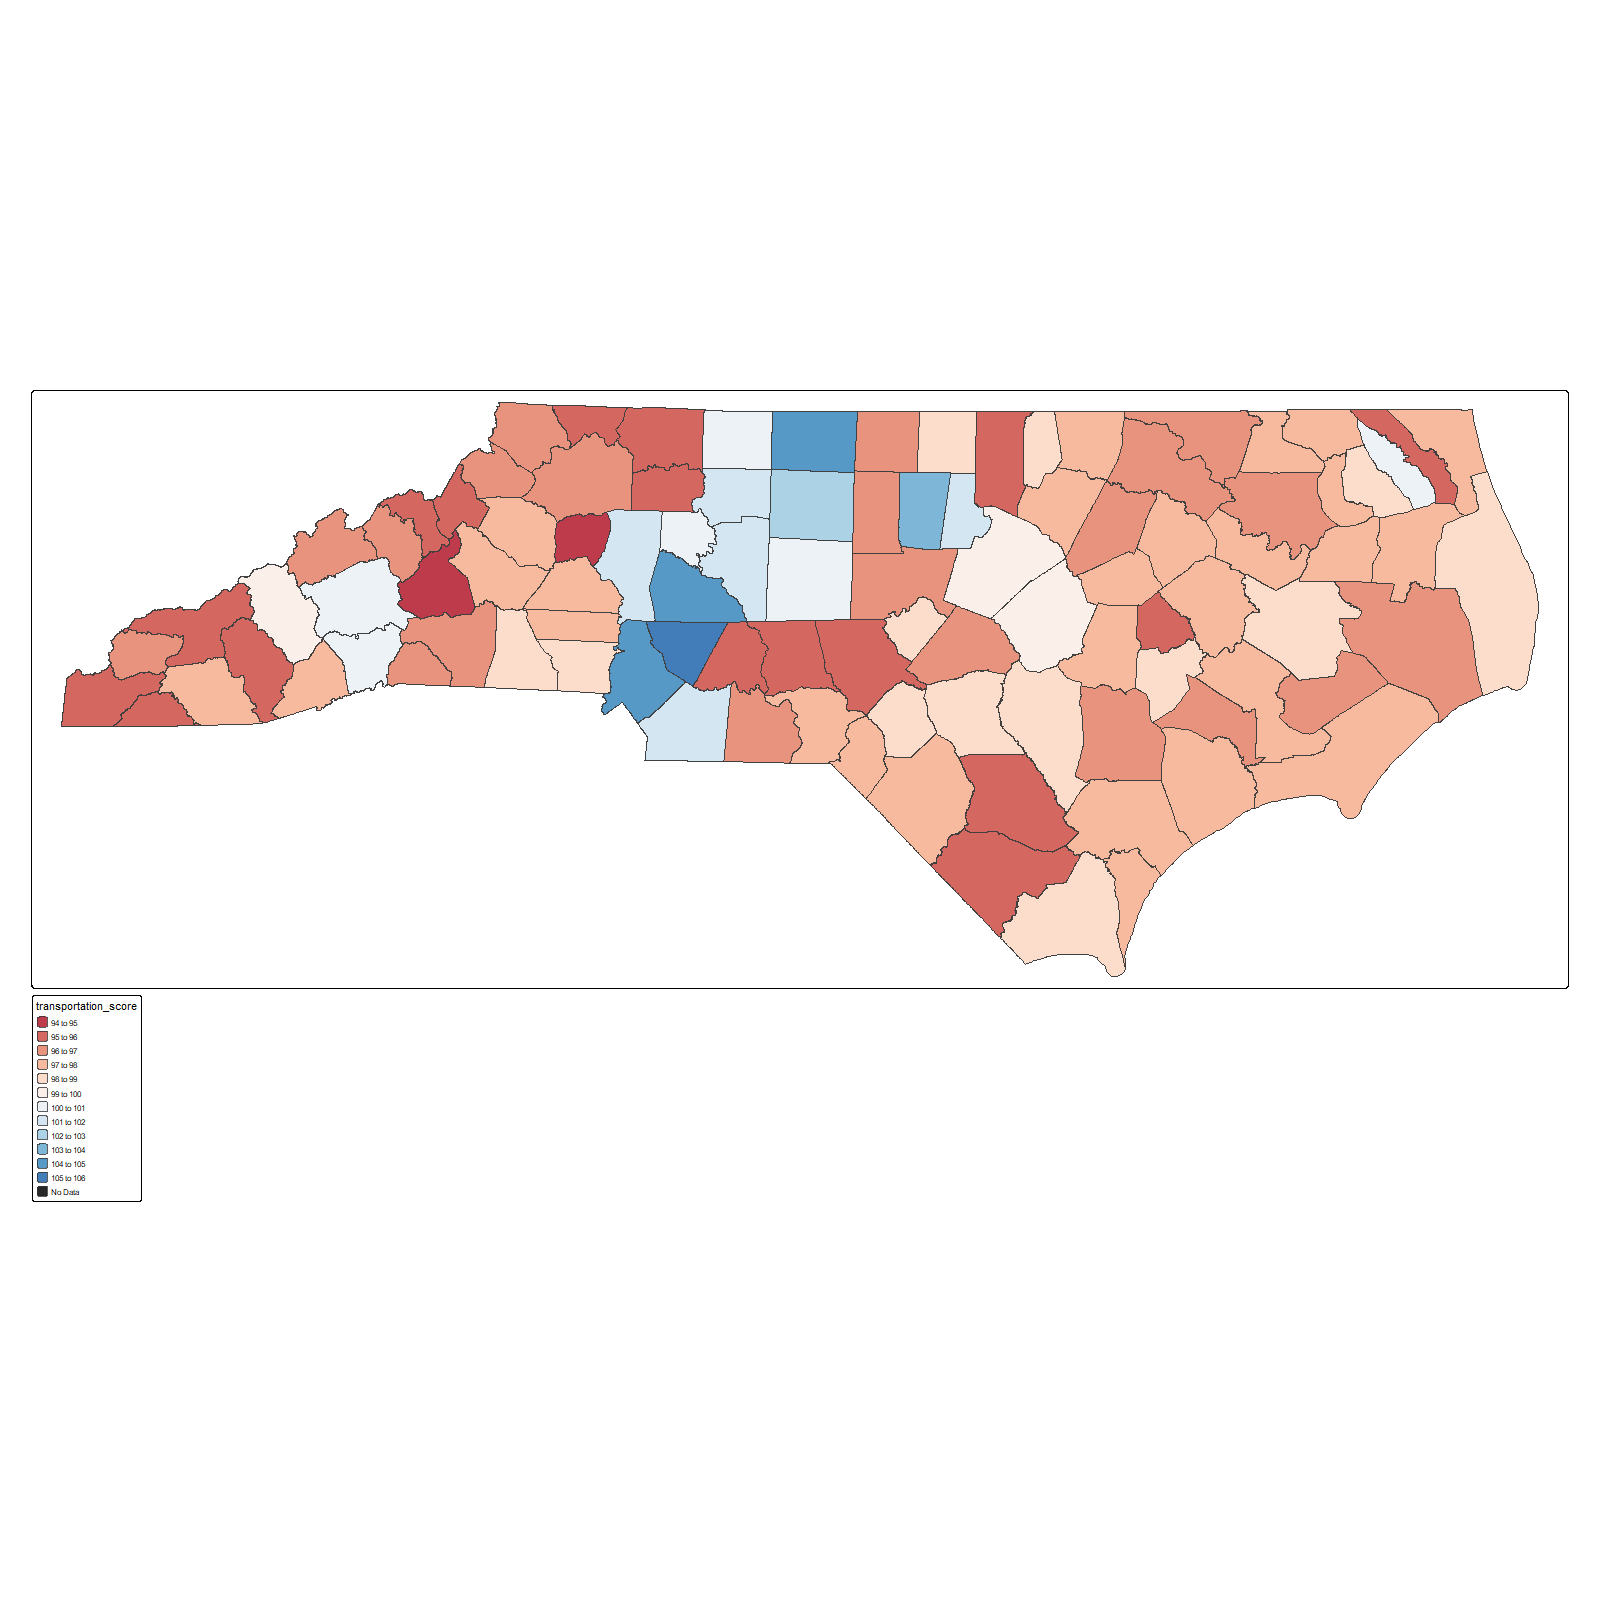 transportation_score
94 to 95
95 to 96
96 to 97
97 to 98
98 to 99
99 to 100
100 to 101
101 to 102
102 to 103
103 to 104
104 to 105
105 to 106
No Data